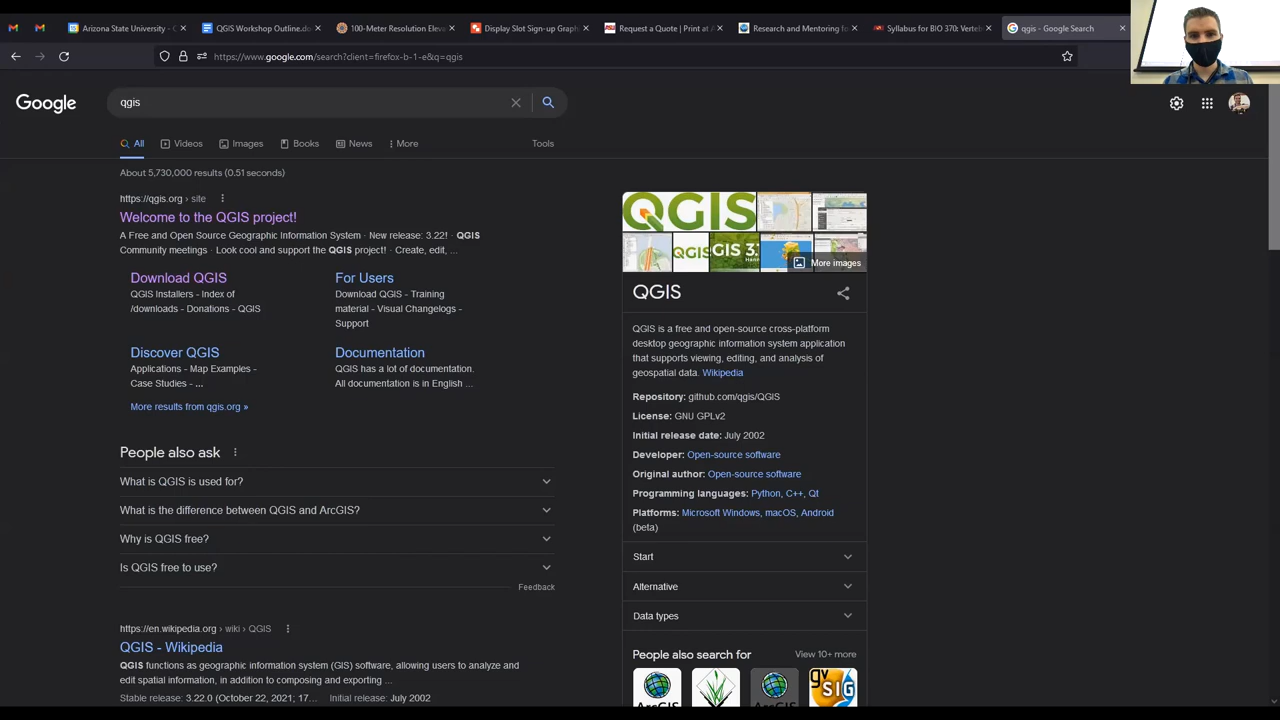 Arizona State University - C
QGIS Workshop Outline.do
100-Meter Resolution Eleva
Display Slot Sign-up Graph
Request a Quote | Print at A
Research and Mentoring fo
Syllabus for BIO 370: Verteb
qgis - Google Search
https://www.google.com/search?client=firefox-b-1-e&q=qgis
Google
qgis
All
Videos
Images
Books
News
More
Tools
About 5,730,000 results (0.51 seconds)
https://qgis.org › site
Welcome to the QGIS project!
A Free and Open Source Geographic Information System · New release: 3.22! · QGIS
Community meetings · Look cool and support the QGIS project! · Create, edit, ...
Download QGIS
QGIS Installers - Index of
/downloads - Donations - QGIS
For Users
Download QGIS - Training
material - Visual Changelogs -
Support
Discover QGIS
Applications - Map Examples -
Case Studies - ...
Documentation
QGIS has a lot of documentation.
All documentation is in English ...
More results from qgis.org »
People also ask
What is QGIS is used for?
What is the difference between QGIS and ArcGIS?
Why is QGIS free?
Is QGIS free to use?
Feedback
https://en.wikipedia.org › wiki › QGIS
QGIS - Wikipedia
QGIS functions as geographic information system (GIS) software, allowing users to analyze and
edit spatial information, in addition to composing and exporting ...
Stable release: 3.22.0 (October 22, 2021; 17... Initial release: July 2002
QGIS
QGIS
GIS 3.
More images
QGIS
QGIS is a free and open-source cross-platform
desktop geographic information system application
that supports viewing, editing, and analysis of
geospatial data. Wikipedia
Repository: github.com/qgis/QGIS
License: GNU GPLv2
Initial release date: July 2002
Developer: Open-source software
Original author: Open-source software
Programming languages: Python, C++, Qt
Platforms: Microsoft Windows, macOS, Android
(beta)
Start
Alternative
Data types
People also search for
View 10+ more
ArcGIS
ArcGIS
gv
SIG